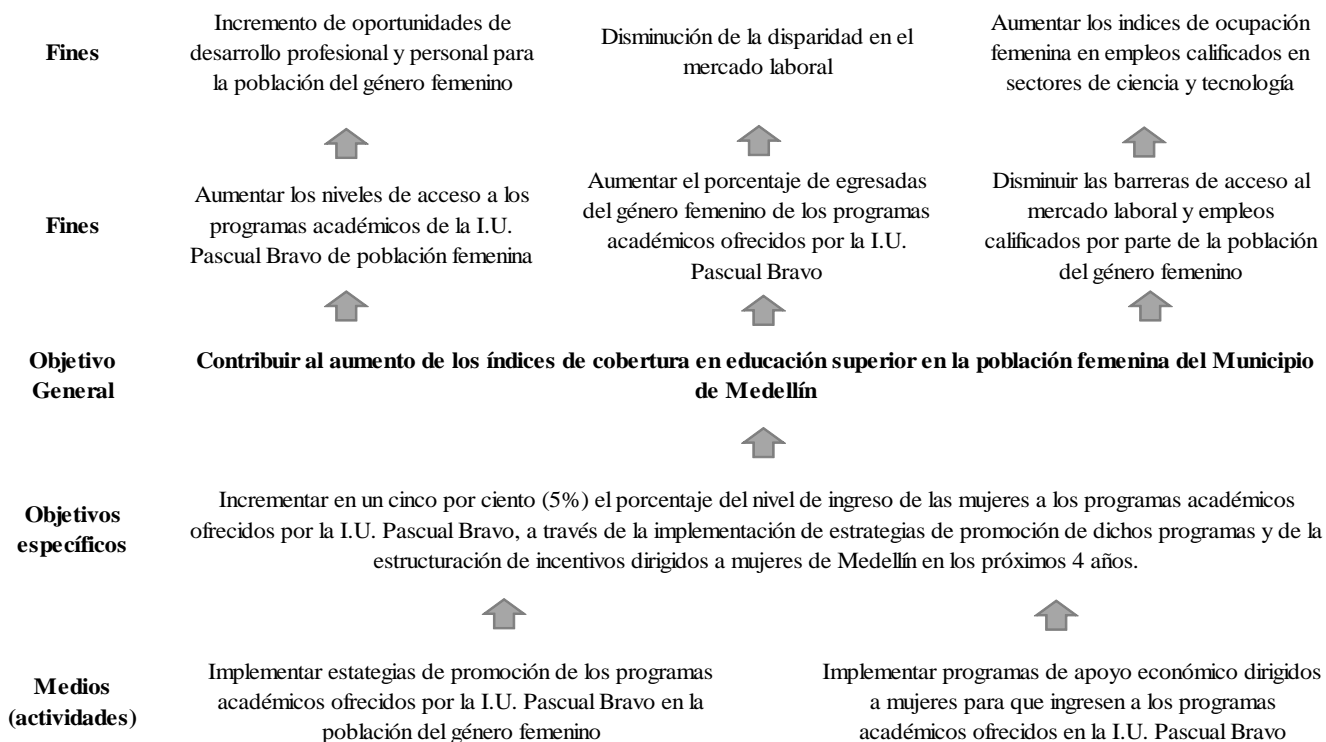 Fines
Incremento de oportunidades de
desarrollo profesional y personal para
la población del género femenino
Disminución de la disparidad en el
mercado laboral
Aumentar los indices de ocupación
femenina en empleos calificados en
sectores de ciencia y tecnología
Fines
Aumentar los niveles de acceso a los
programas académicos de la I.U.
Pascual Bravo de población femenina
Aumentar el porcentaje de egresadas
del género femenino de los programas
académicos ofrecidos por la I.U.
Pascual Bravo
Disminuir las barreras de acceso al
mercado laboral y empleos
calificados por parte de la población
del género femenino
Objetivo
General
Contribuir al aumento de los índices de cobertura en educación superior en la población femenina del Municipio
de Medellín
Objetivos
específicos
Incrementar en un cinco por ciento (5%) el porcentaje del nivel de ingreso de las mujeres a los programas académicos
ofrecidos por la I.U. Pascual Bravo, a través de la implementación de estrategias de promoción de dichos programas y de la
estructuración de incentivos dirigidos a mujeres de Medellín en los próximos 4 años.
Medios
(actividades)
Implementar estategias de promoción de los programas
académicos ofrecidos por la I.U. Pascual Bravo en la
población del género femenino
Implementar programas de apoyo económico dirigidos
a mujeres para que ingresen a los programas
académicos ofrecidos en la I.U. Pascual Bravo